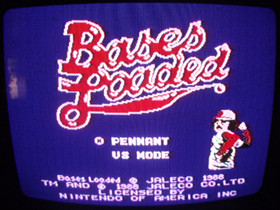 Bases
Loaded
PENNANT
VS MODE
Bases Loaded @ JALECO 1988
TM AND © 1988 JALECO CO.LTD
LICENSED BY
NINTENDO OF AMERICA INC